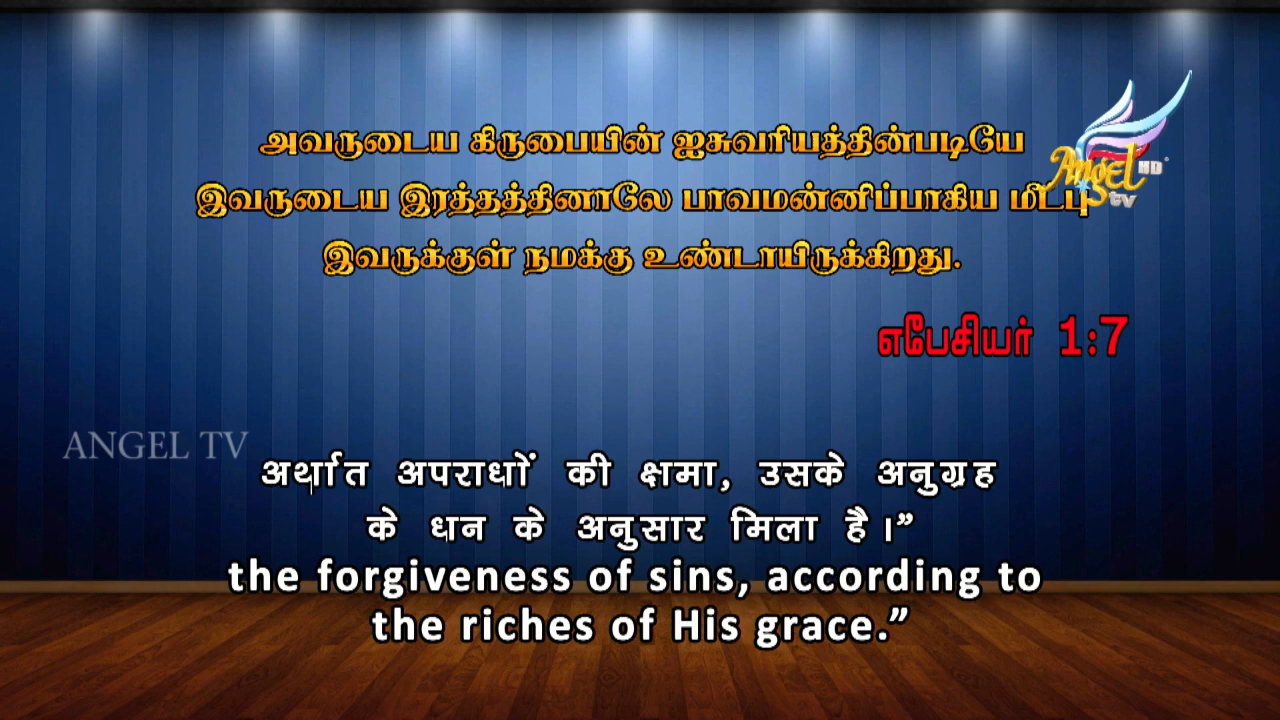 அவருடைய கிருபையின் ஐசுவரியத்தின்படியே
இவருடைய இரத்தத்தினாலே பாவமன்னிப்பாகிய மீட்பு
இவருக்குள் நமக்கு உண்டாயிருக்கிறது.
Angel HD
tv
எபேசியர் 1:7
ANGEL TV
अर्थात अपराधों की क्षमा, उसके अनुग्रह
के धन के अनुसार मिला है।”
the forgiveness of sins, according to
the riches of His grace.”